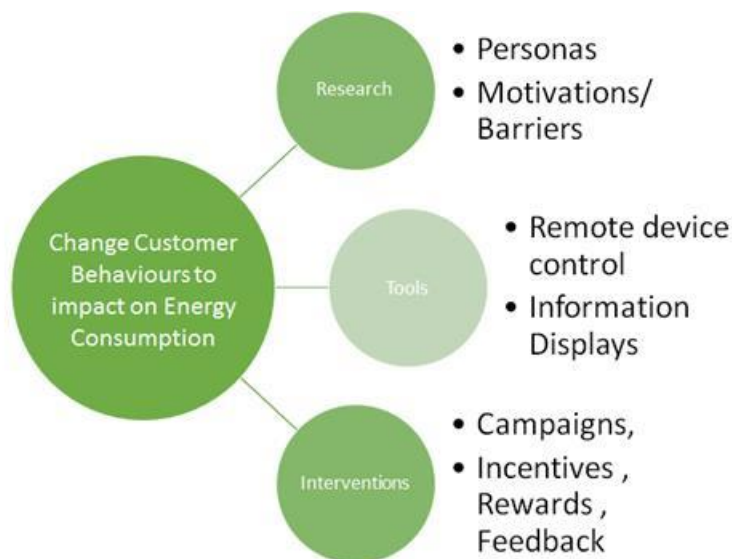 Research
• Personas
• Motivations/
Barriers
Change Customer
Behaviours to
impact on Energy
Consumption
Tools
• Remote device
control
• Information
Displays
Interventions
• Campaigns,
• Incentives ,
Rewards ,
Feedback